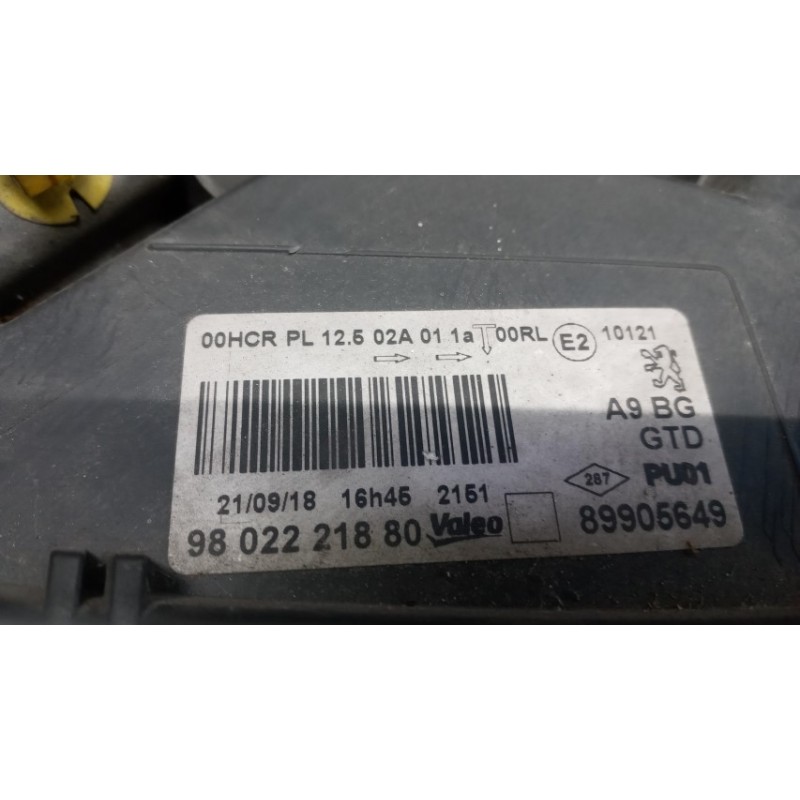 00HCR PL 12.5 02A 01 1a 00RL E2 10121
A9 BG
GTD
287 PU01
21/09/18 16h45 2151
98 022 218 80 Valeo 89905649